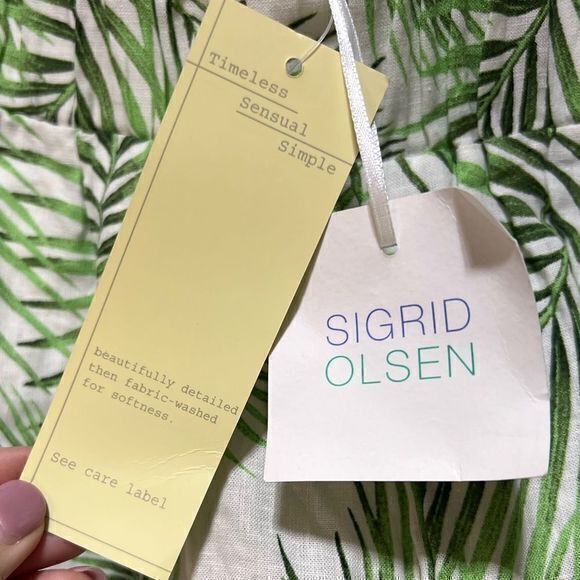 Timeless
Sensual
Simple
beautifully detailed
then fabric-washed
for softness.
See care label
SIGRID
OLSEN